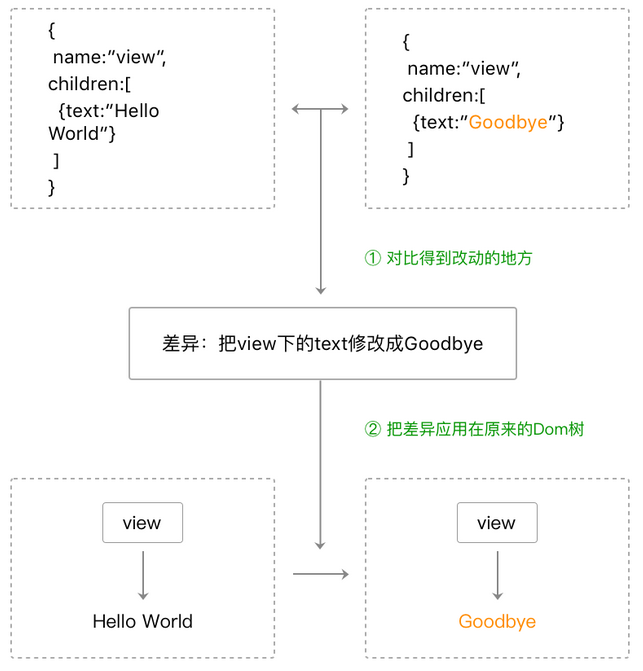 {
name:"view",
children:[
{text:"Hello
World"}
]
}
{
name:"view",
children:[
{text:"Goodbye"}
]
}
① 对比得到改动的地方
差异：把view下的text修改成Goodbye
② 把差异应用在原来的Dom树
view
Hello World
view
Goodbye